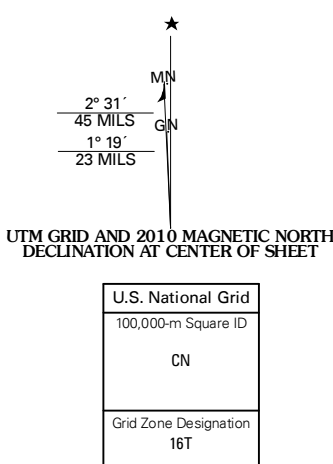 ★
MN
2° 31´
45 MILS
GN
1° 19´
23 MILS
UTM GRID AND 2010 MAGNETIC NORTH
DECLINATION AT CENTER OF SHEET
U.S. National Grid
100,000-m Square ID
CN
Grid Zone Designation
16T